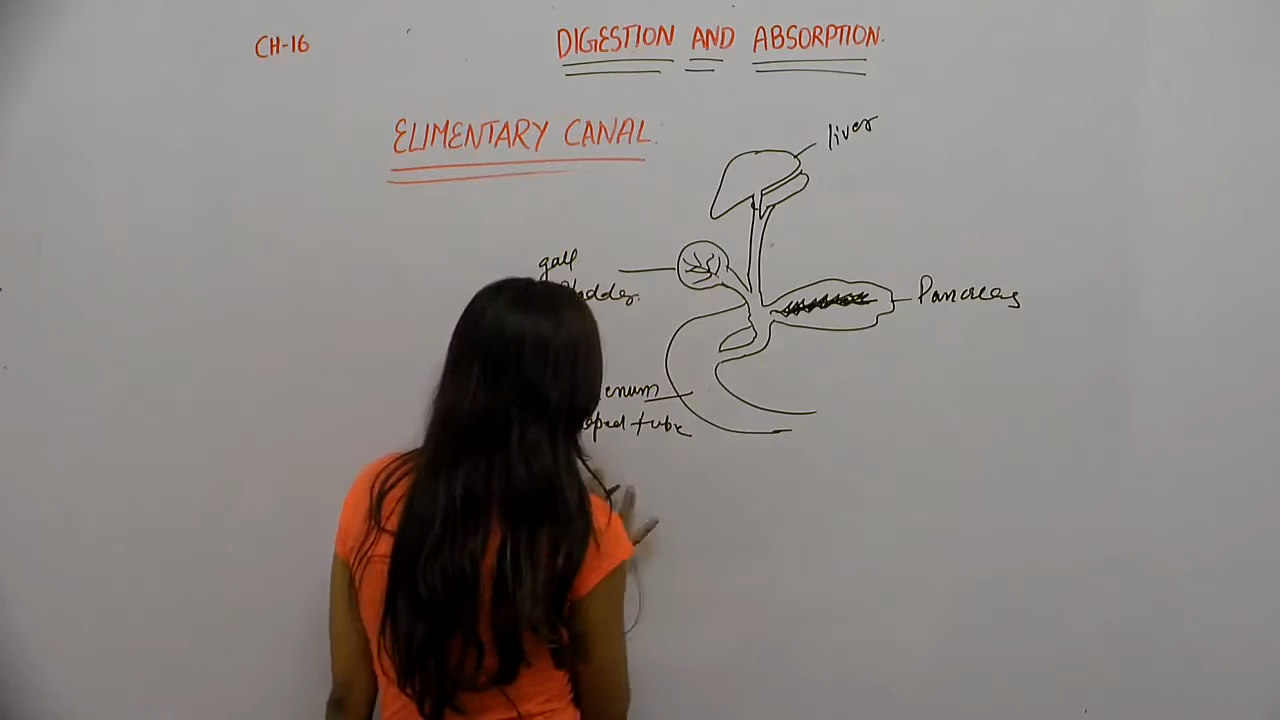 CH-16
DIGESTION AND ABSORPTION.
ELIMENTARY CANAL.
liver
gall
Pancreas
tube